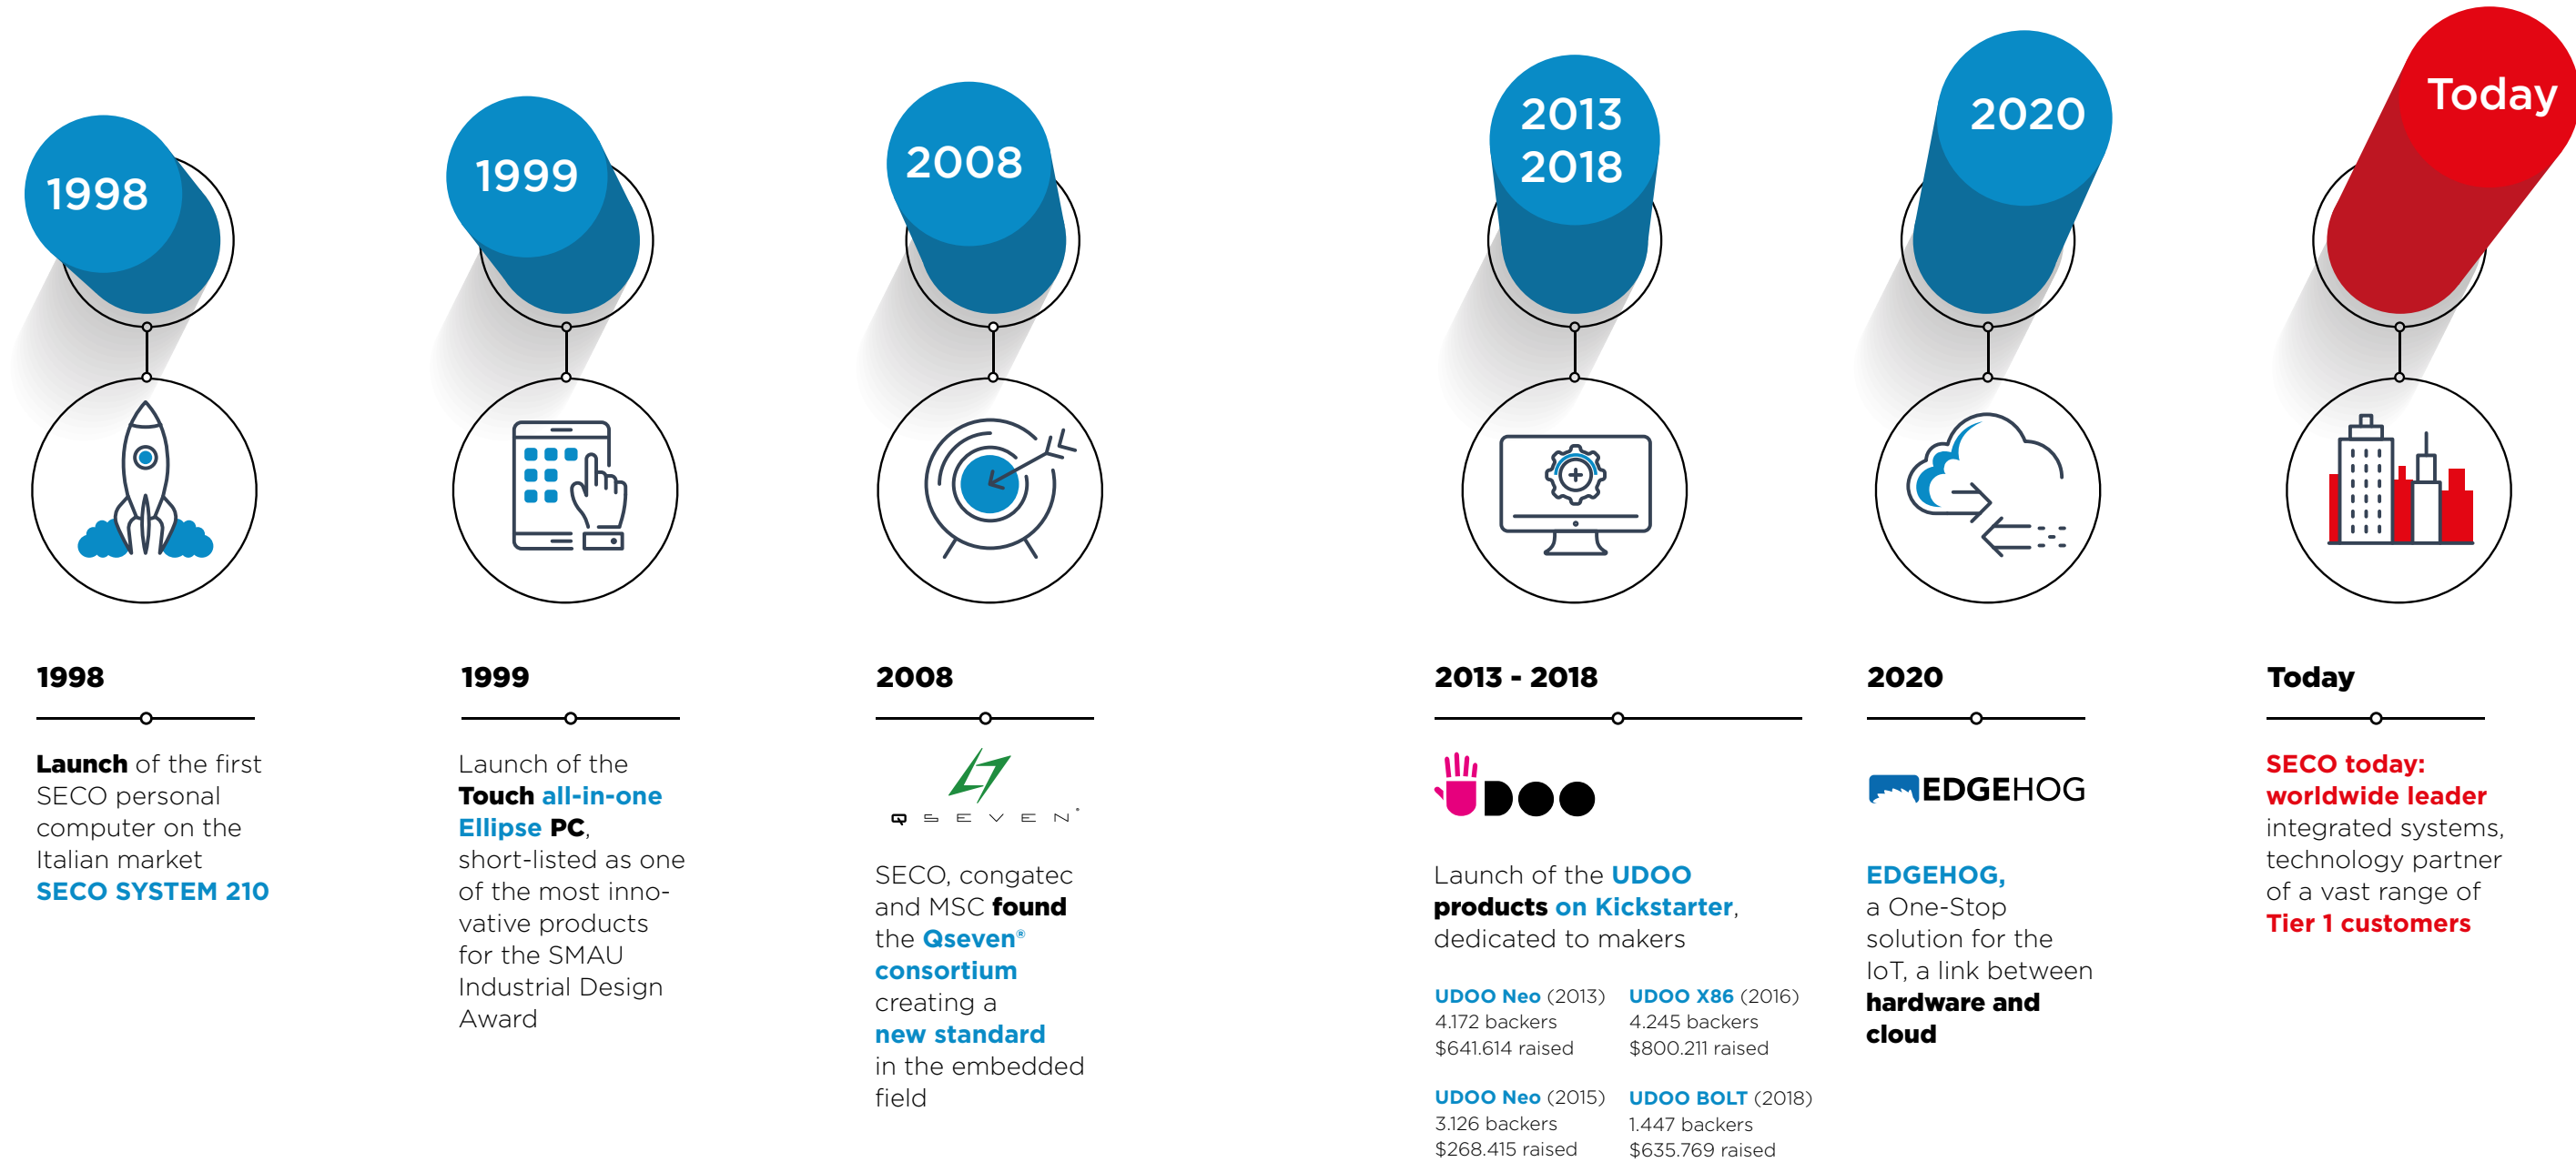 1998
1999
2008
2013
2018
2020
Today
1998
Launch of the first
SECO personal
computer on the
Italian market
SECO SYSTEM 210
1999
Launch of the
Touch all-in-one
Ellipse PC,
short-listed as one
of the most inno-
vative products
for the SMAU
Industrial Design
Award
2008
QSEVEN®
SECO, congatec
and MSC found
the Qseven®
consortium
creating a
new standard
in the embedded
field
2013 - 2018
UDOO
Launch of the UDOO
products on Kickstarter,
dedicated to makers
UDOO Neo (2013)
4.172 backers
$641.614 raised
UDOO X86 (2016)
4.245 backers
$800.211 raised
UDOO Neo (2015)
3.126 backers
$268.415 raised
UDOO BOLT (2018)
1.447 backers
$635.769 raised
2020
EDGEHOG
EDGEHOG,
a One-Stop
solution for the
IoT, a link between
hardware and
cloud
Today
SECO today:
worldwide leader
integrated systems,
technology partner
of a vast range of
Tier 1 customers